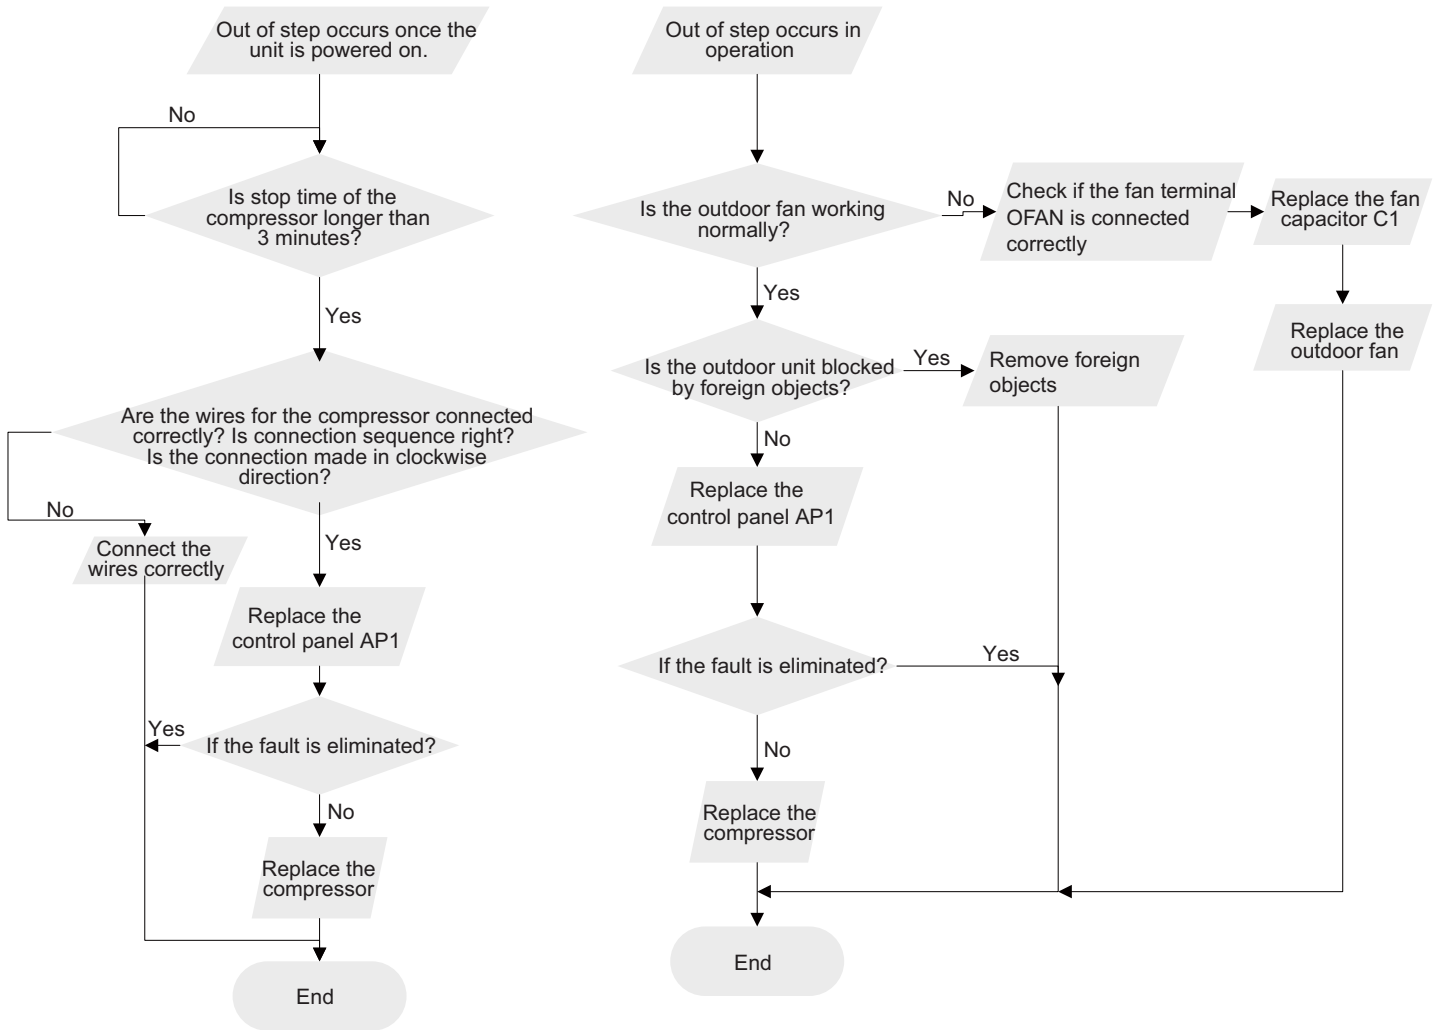 Out of step occurs once the
unit is powered on.
No
Is stop time of the
compressor longer than
3 minutes?
Yes
Are the wires for the compressor connected
correctly? Is connection sequence right?
Is the connection made in clockwise
direction?
No
Connect the
wires correctly
Yes
Replace the
control panel AP1
Yes
If the fault is eliminated?
No
Replace the
compressor
End
Out of step occurs in
operation
Is the outdoor fan working
normally?
No
Check if the fan terminal
OFAN is connected
correctly
Replace the fan
capacitor C1
Replace the
outdoor fan
Yes
Is the outdoor unit blocked
by foreign objects?
Yes
Remove foreign
objects
No
Replace the
control panel AP1
If the fault is eliminated?
Yes
No
Replace the
compressor
End